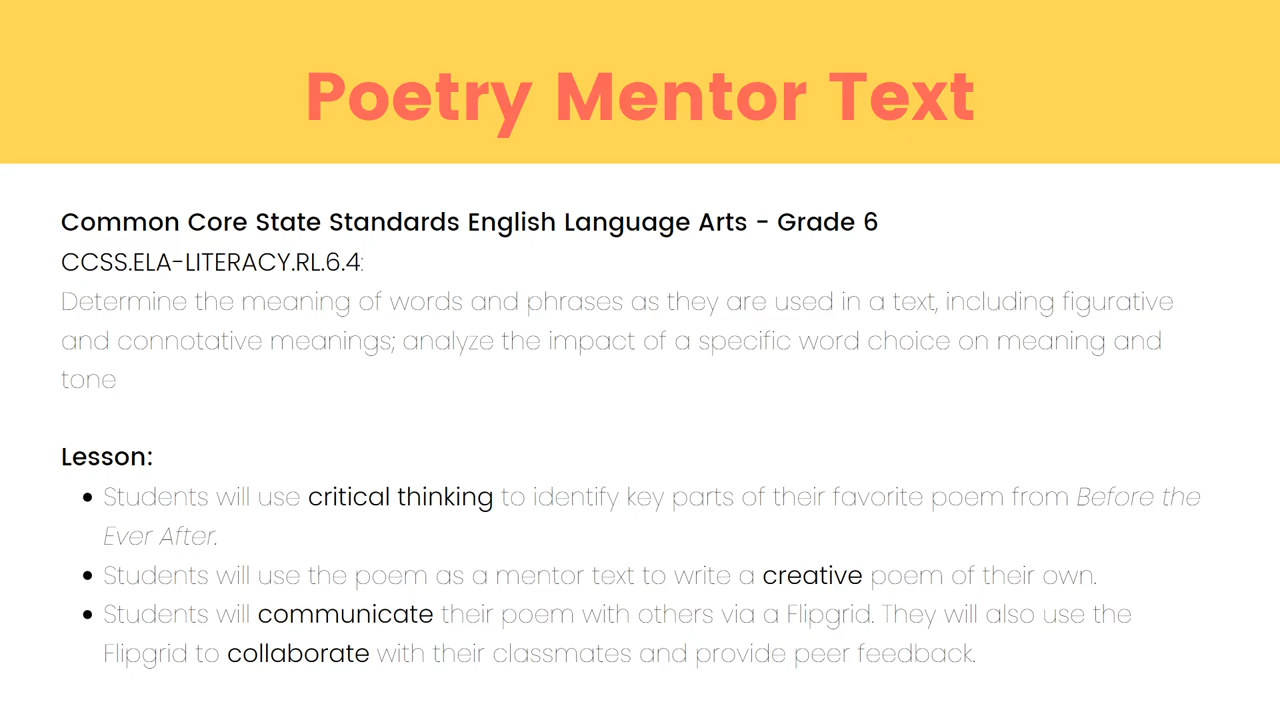 Poetry Mentor Text
Common Core State Standards English Language Arts - Grade 6
CCSS.ELA-LITERACY.RL.6.4:
Determine the meaning of words and phrases as they are used in a text, including figurative
and connotative meanings; analyze the impact of a specific word choice on meaning and
tone
Lesson:
• Students will use critical thinking to identify key parts of their favorite poem from Before the
Ever After.
• Students will use the poem as a mentor text to write a creative poem of their own.
• Students will communicate their poem with others via a Flipgrid. They will also use the
Flipgrid to collaborate with their classmates and provide peer feedback.